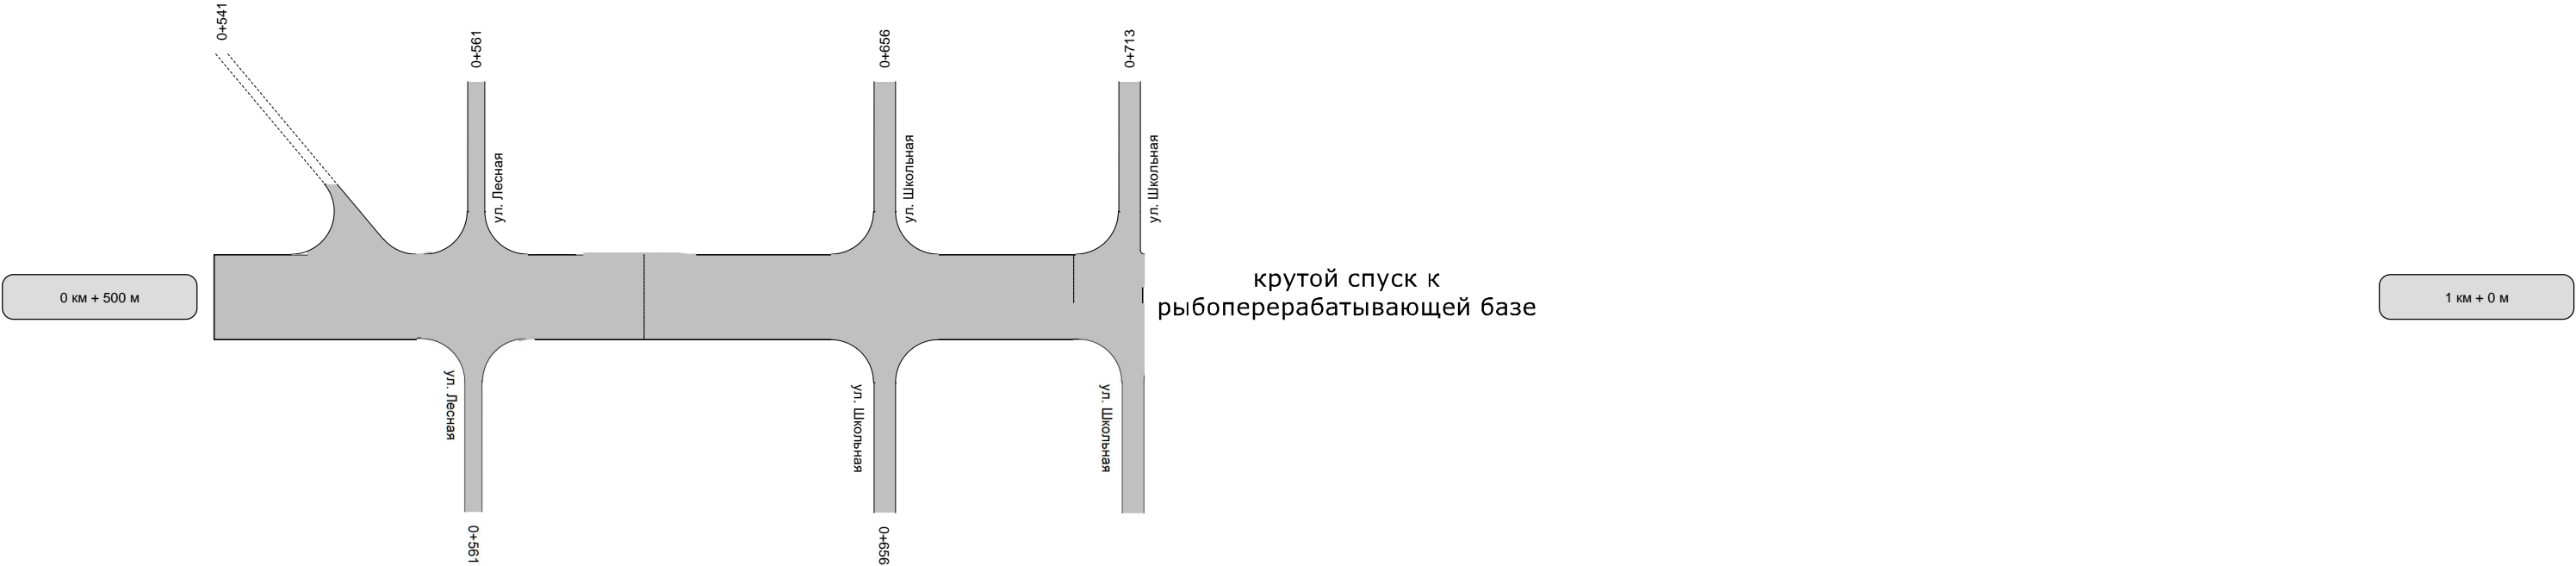 0+541
0+561
0+656
0+713
ул. Лесная
ул. Школьная
ул. Школьная
0 км + 500 м
крутой спуск к
рыбоперерабатывающей базе
1 км + 0 м
ул. Лесная
ул. Школьная
ул. Школьная
0+561
0+656